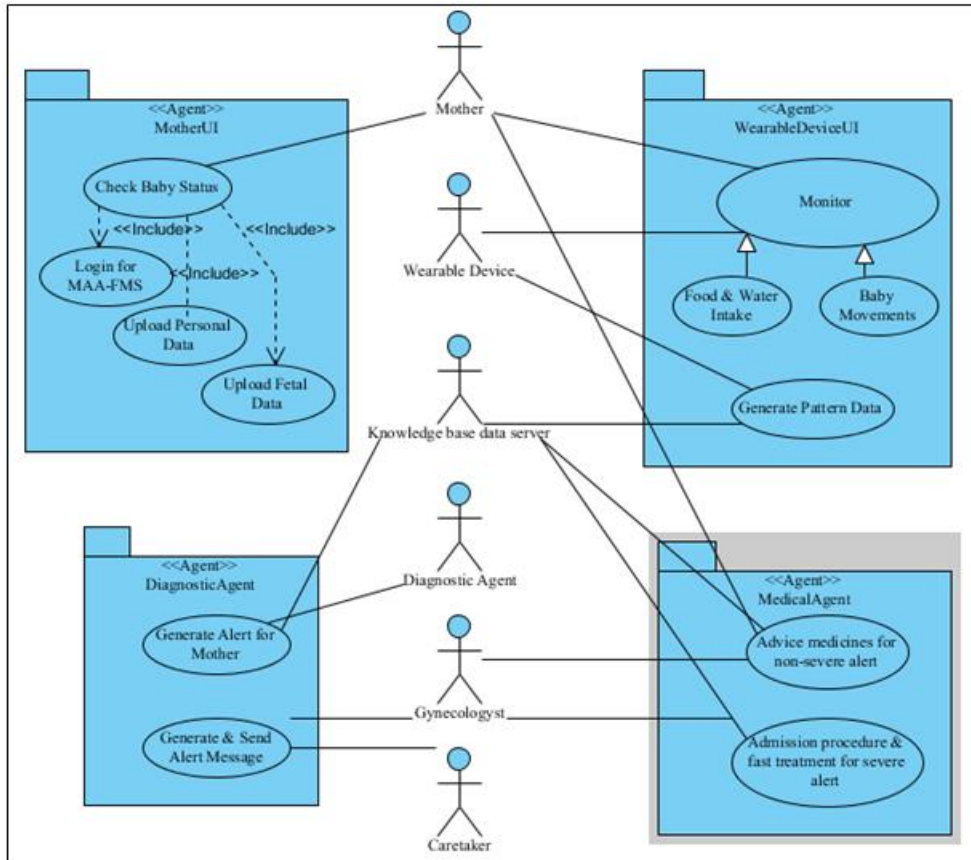 Mother
<<Agent>>
MotherUI
Check Baby Status
<<Include>>
<<Include>>
<<Include>>
Login for
MAA-FMS
Upload Personal
Data
Upload Fetal
Data
<<Agent>>
WearableDeviceUI
Monitor
Food & Water
Intake
Baby
Movements
Generate Pattern Data
Wearable Device
Knowledge base data server
Diagnostic Agent
Gynecologyst
Caretaker
<<Agent>>
DiagnosticAgent
Generate Alert for
Mother
Generate & Send
Alert Message
<<Agent>>
MedicalAgent
Advice medicines for
non-severe alert
Admission procedure &
fast treatment for severe
alert